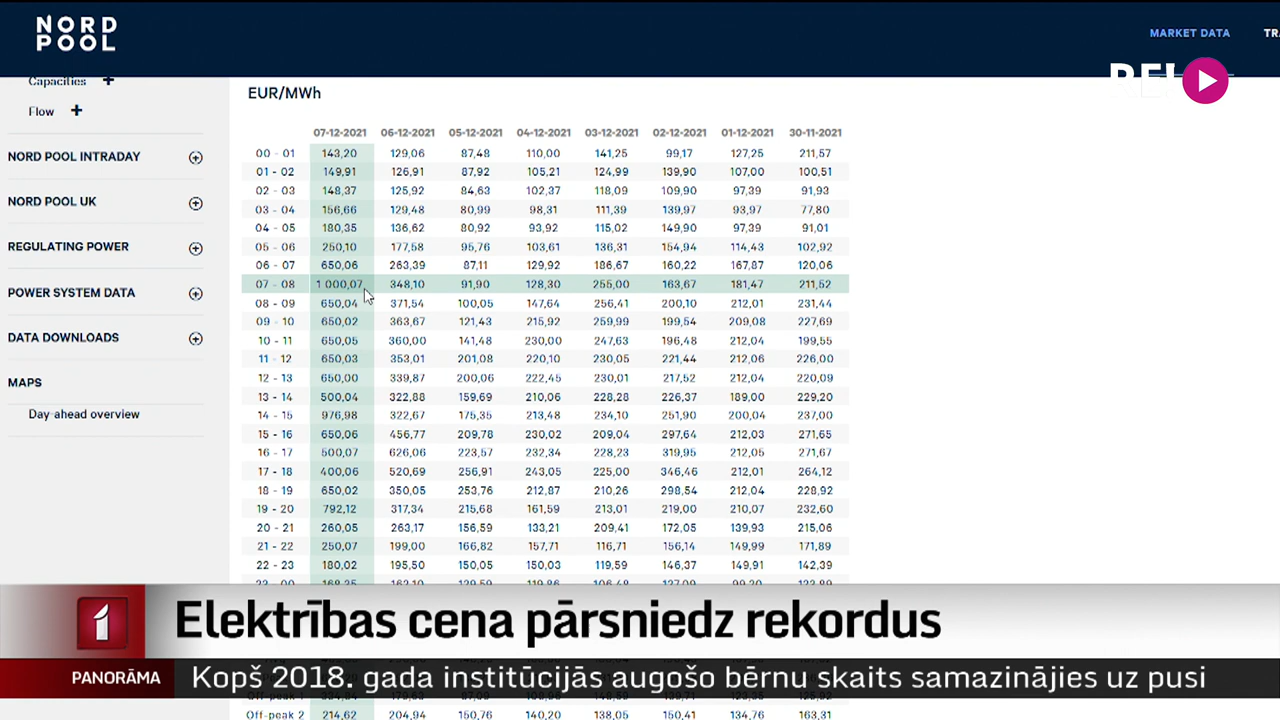 NORD
POOL
MARKET DATA
Capacities +
Flow +
NORD POOL INTRADAY
NORD POOL UK
REGULATING POWER
POWER SYSTEM DATA
DATA DOWNLOADS
MAPS
Day-ahead overview
EUR/MWh
07-12-2021 06-12-2021 05-12-2021 04-12-2021 03-12-2021 02-12-2021 01-12-2021 30-11-2021
00 - 01 143,20 129,06 87,48 110,00 141,25 99,17 127,25 211,57
01 - 02 149,91 126,91 87,92 105,21 124,99 139,90 107,00 100,51
02 - 03 148,37 125,92 84,63 102,37 118,09 109,90 97,39 91,93
03 - 04 156,66 129,48 80,99 98,31 111,39 139,97 93,97 77,80
04 - 05 180,35 136,62 80,92 93,92 115,02 149,90 97,39 91,01
05 - 06 250,10 177,58 95,76 103,61 136,31 154,94 114,43 102,92
06 - 07 650,06 263,39 87,11 129,92 186,67 160,22 167,87 120,06
07 - 08 1 000,07 348,10 91,90 128,30 255,00 163,67 181,47 211,52
08 - 09 650,04 371,54 100,05 147,64 256,41 200,10 212,01 231,44
09 - 10 650,02 363,67 121,43 215,92 259,99 199,54 209,08 227,69
10 - 11 650,05 360,00 141,48 230,00 247,63 196,48 212,04 199,55
11 - 12 650,03 353,01 201,08 220,10 230,05 221,44 212,06 226,00
12 - 13 650,00 339,87 200,06 222,45 230,01 217,52 212,04 220,09
13 - 14 500,04 322,88 159,69 210,06 228,28 226,37 189,00 229,20
14 - 15 976,98 322,67 175,35 213,48 234,10 251,90 200,04 237,00
15 - 16 650,06 456,77 209,78 230,02 209,04 297,64 212,03 271,65
16 - 17 500,07 626,06 223,57 232,34 228,23 319,95 212,05 271,67
17 - 18 400,06 520,69 256,91 243,05 225,00 346,46 212,01 264,12
18 - 19 650,02 350,05 253,76 212,87 210,26 298,54 212,04 228,92
19 - 20 792,12 317,34 215,68 161,59 213,01 219,00 210,07 232,60
20 - 21 260,05 263,17 156,59 133,21 209,41 172,05 139,93 215,06
21 - 22 250,07 199,00 166,82 157,71 116,71 156,14 149,99 171,89
22 - 23 180,02 195,50 150,05 150,03 119,59 146,37 149,91 142,39
1 Elektrības cena pārsniedz rekordus
PANORĀMA Kopš 2018. gada institūcijās augošo bērnu skaits samazinājies uz pusi
Off-peak 2 214,62 204,94 150,76 140,20 138,05 150,41 134,76 163,31